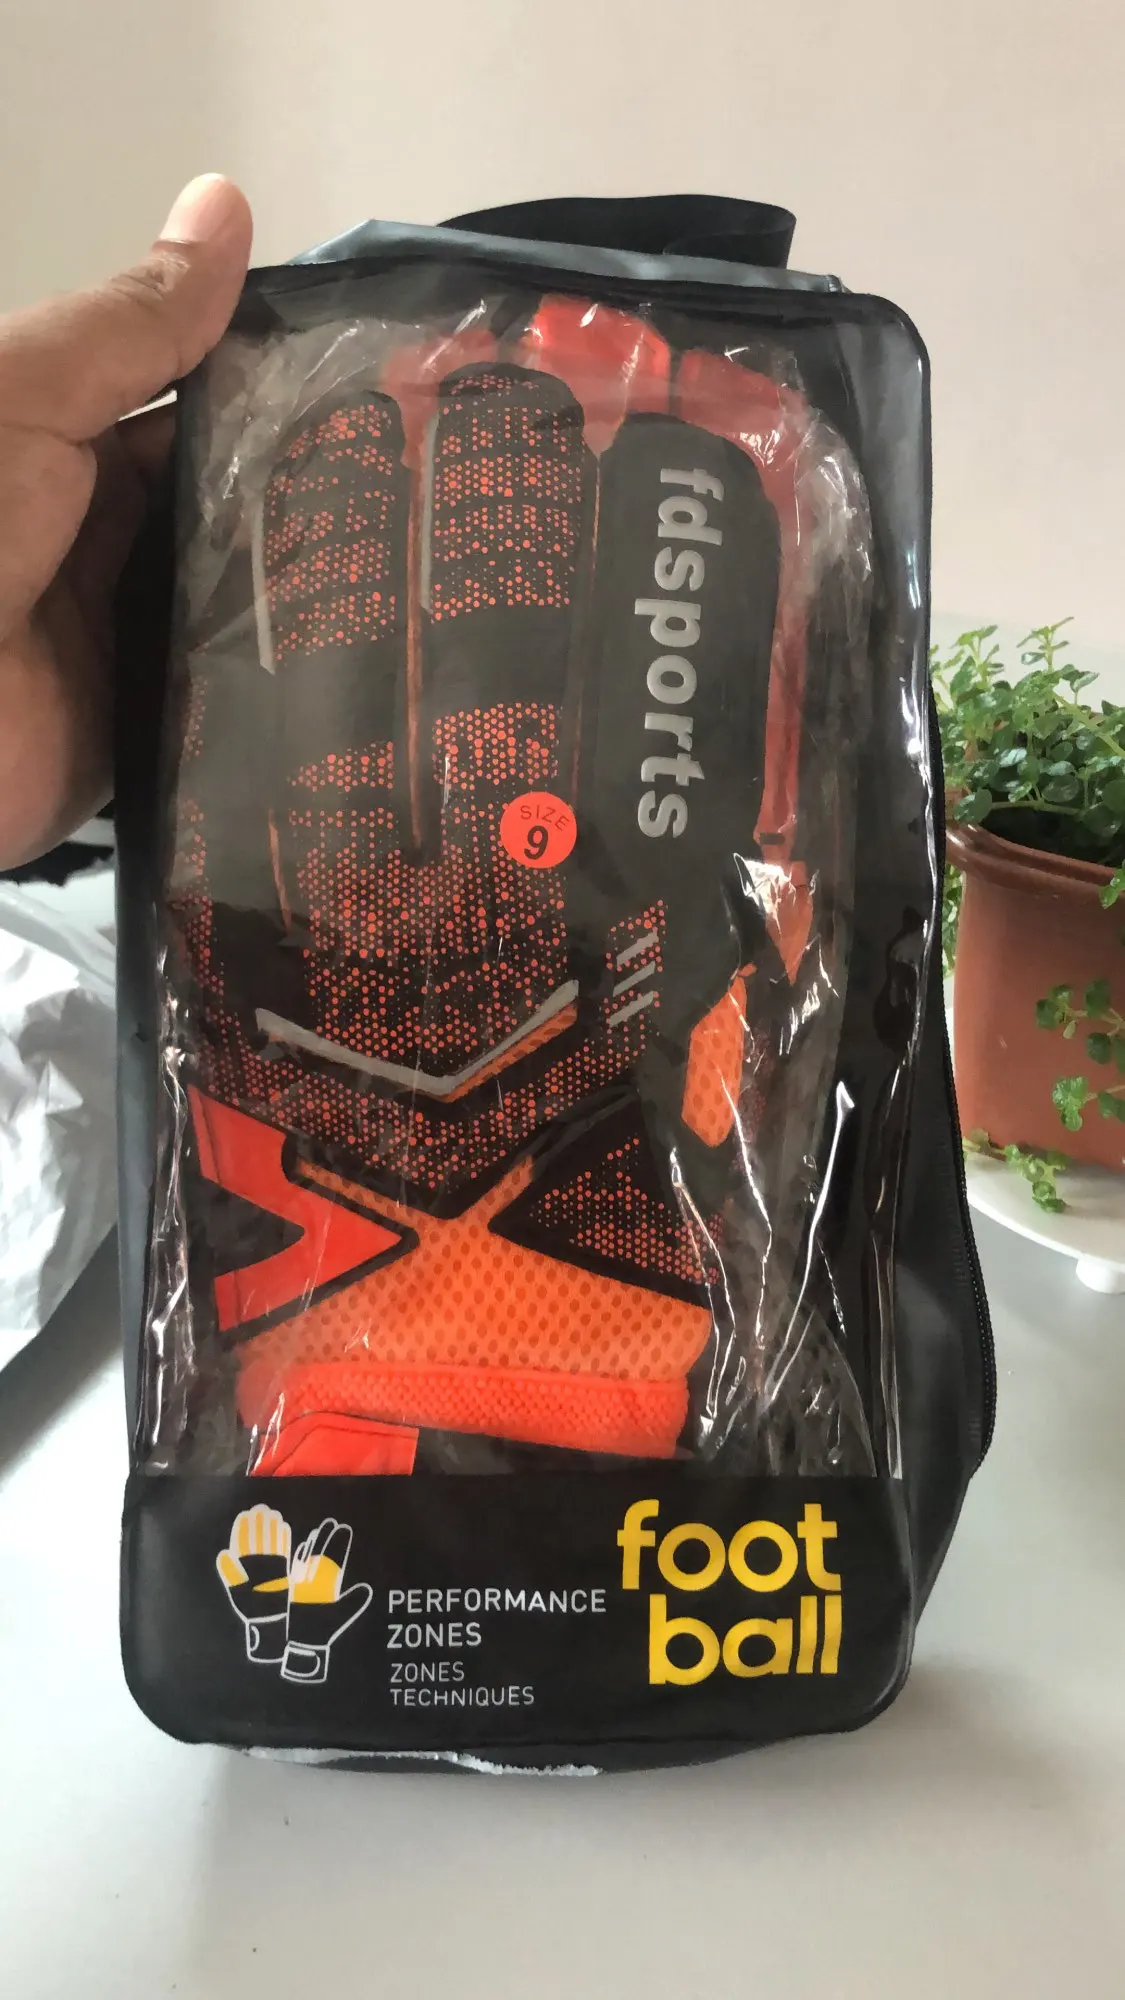 fdsports
SIZE
9
PERFORMANCE
ZONES
ZONES
TECHNIQUES
foot
ball